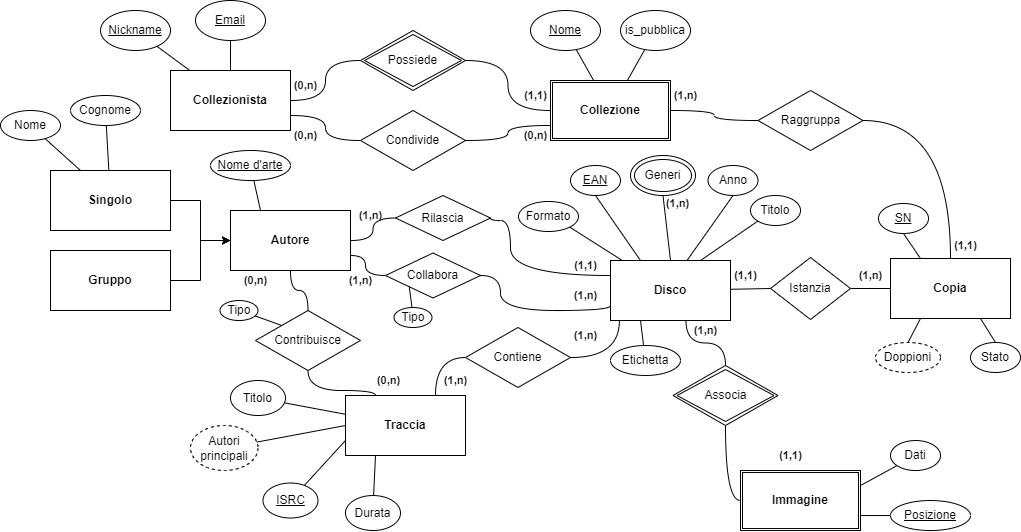 Email
Nickname
Nome
is_pubblica
Possiede
(0,n)
(1,1)
(1,n)
Collezionista
Collezione
Cognome
Nome
Raggruppa
(0,n)
Condivide
(0,n)
Nome d'arte
EAN
Generi
Anno
(1,n)
Singolo
Formato
Titolo
SN
(1,n)
Rilascia
Autore
(1,1)
(1,1)
(1,1)
(1,n)
Gruppo
(0,n)
(1,n)
Collabora
(1,n)
Disco
Istanzia
Copia
Tipo
Tipo
Contribuisce
(1,n)
(1,n)
Contiene
Etichetta
Doppioni
Stato
(0,n)
(1,n)
Titolo
Associa
Traccia
Autori
principali
(1,1)
Dati
ISRC
Durata
Immagine
Posizione